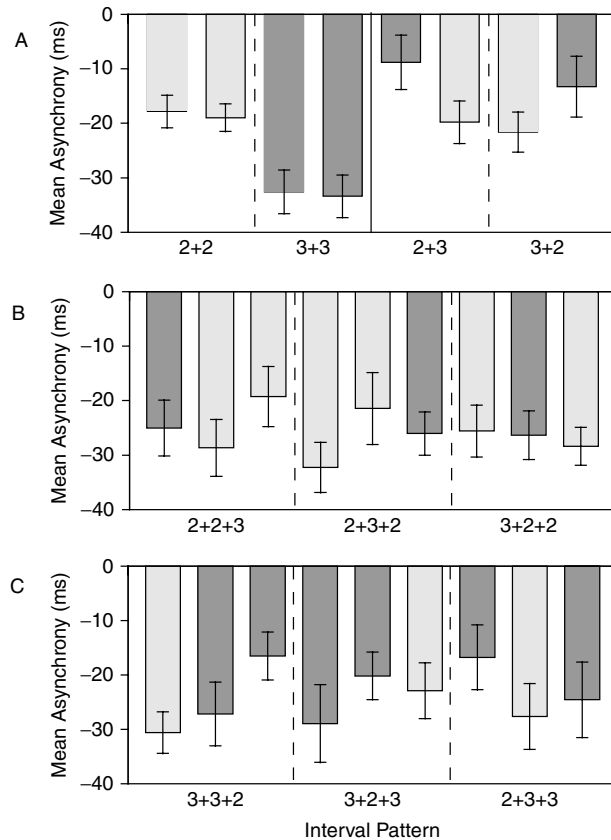 A
Mean Asynchrony (ms)
0
−10
−20
−30
−40
2+2 3+3 2+3 3+2
B
Mean Asynchrony (ms)
0
−10
−20
−30
−40
2+2+3 2+3+2 3+2+2
C
Mean Asynchrony (ms)
0
−10
−20
−30
−40
3+3+2 3+2+3 2+3+3
Interval Pattern